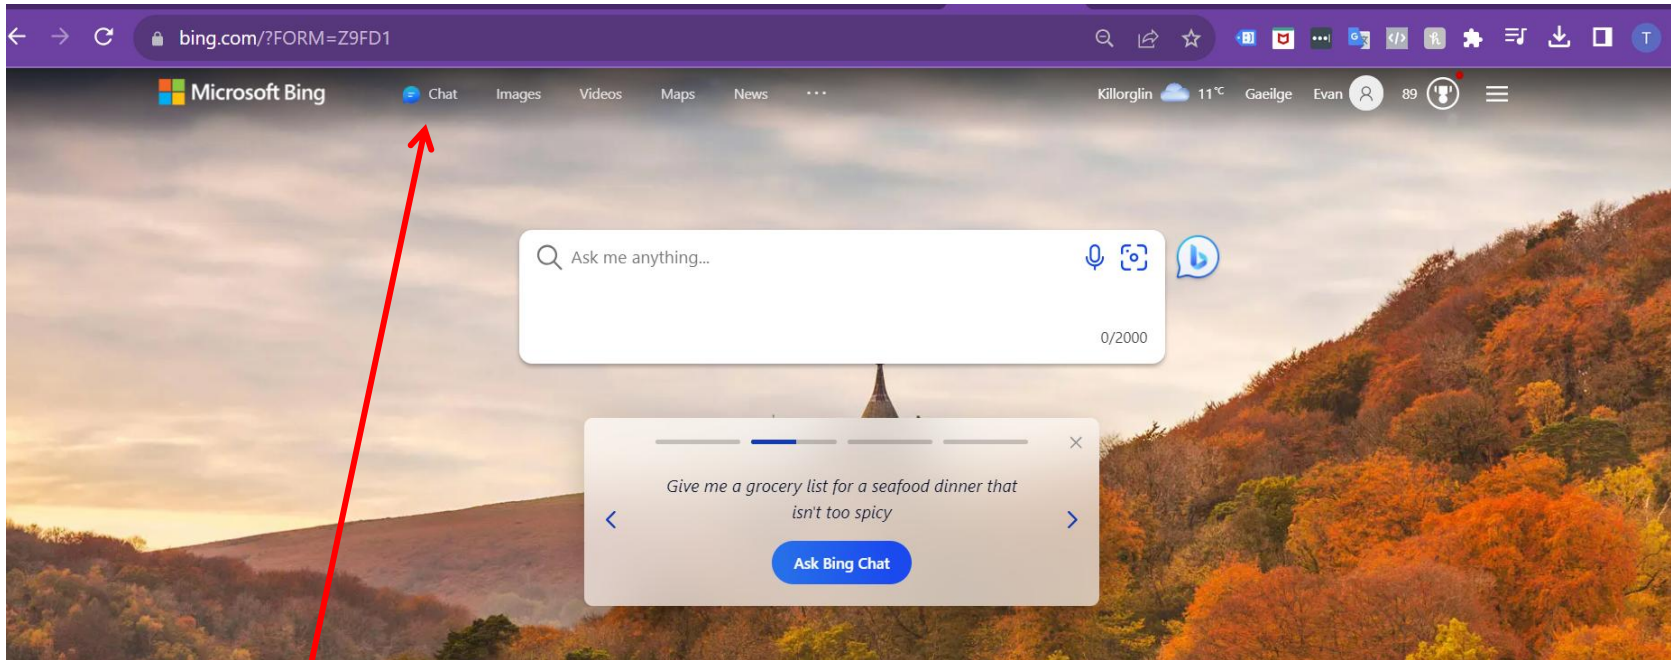 bing.com/?FORM=Z9FD1
T
Microsoft Bing
Chat
Images
Videos
Maps
News
Killorglin
11°C
Gaeilge
Evan
89
Ask me anything...
0/2000
Give me a grocery list for a seafood dinner that
isn't too spicy
Ask Bing Chat